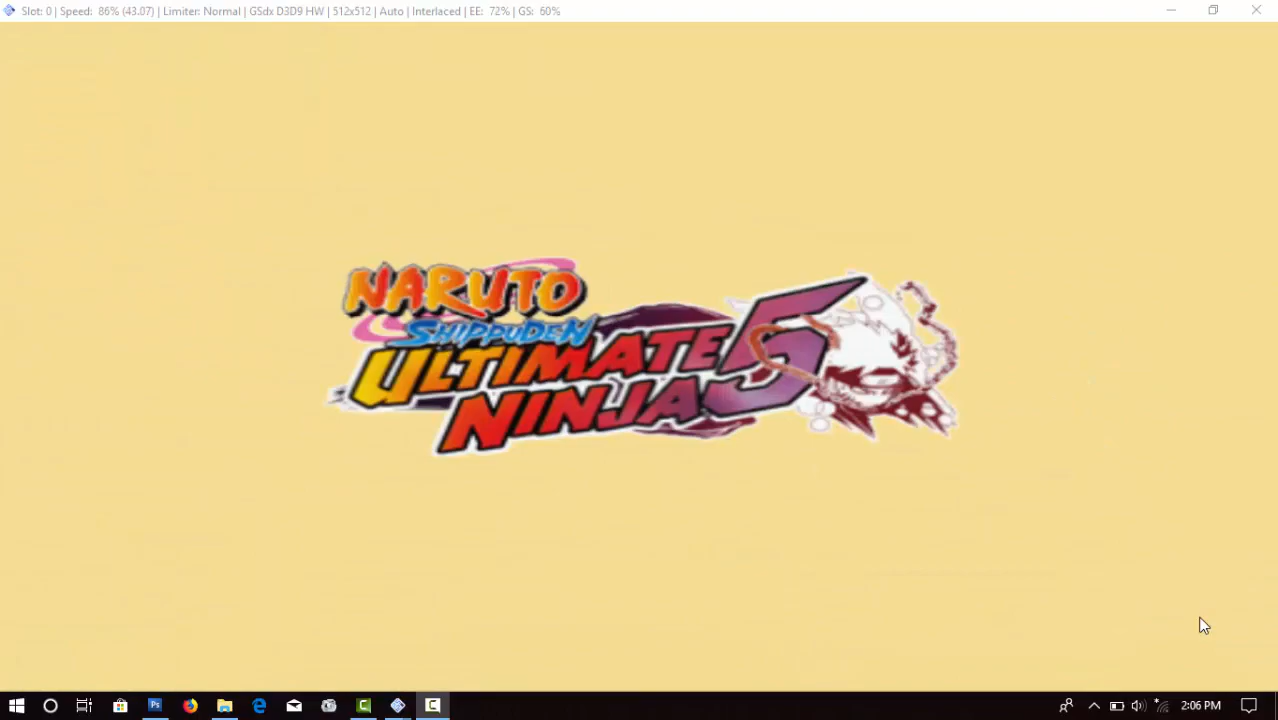 Slot: 0 | Speed: 86% (43.07) | Limiter: Normal | GSdx D3D9 HW | 512x512 | Auto | Interlaced | EE: 72% | GS: 60%
NARUTO
SHIPPUDEN
ULTIMATE
NINJA 5
Ps
2:06 PM